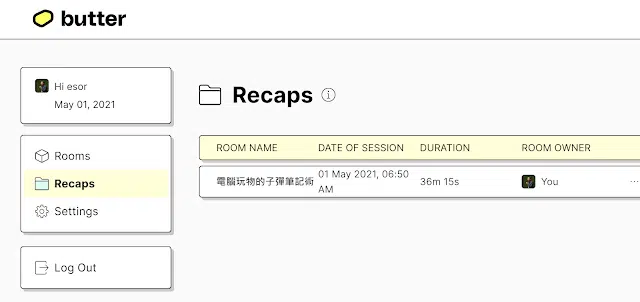 butter
Hi esor
May 01, 2021
Rooms
Recaps
Settings
Log Out
Recaps
ROOM NAME DATE OF SESSION DURATION ROOM OWNER
電腦玩物的子彈筆記術 01 May 2021, 06:50 AM 36m 15s You